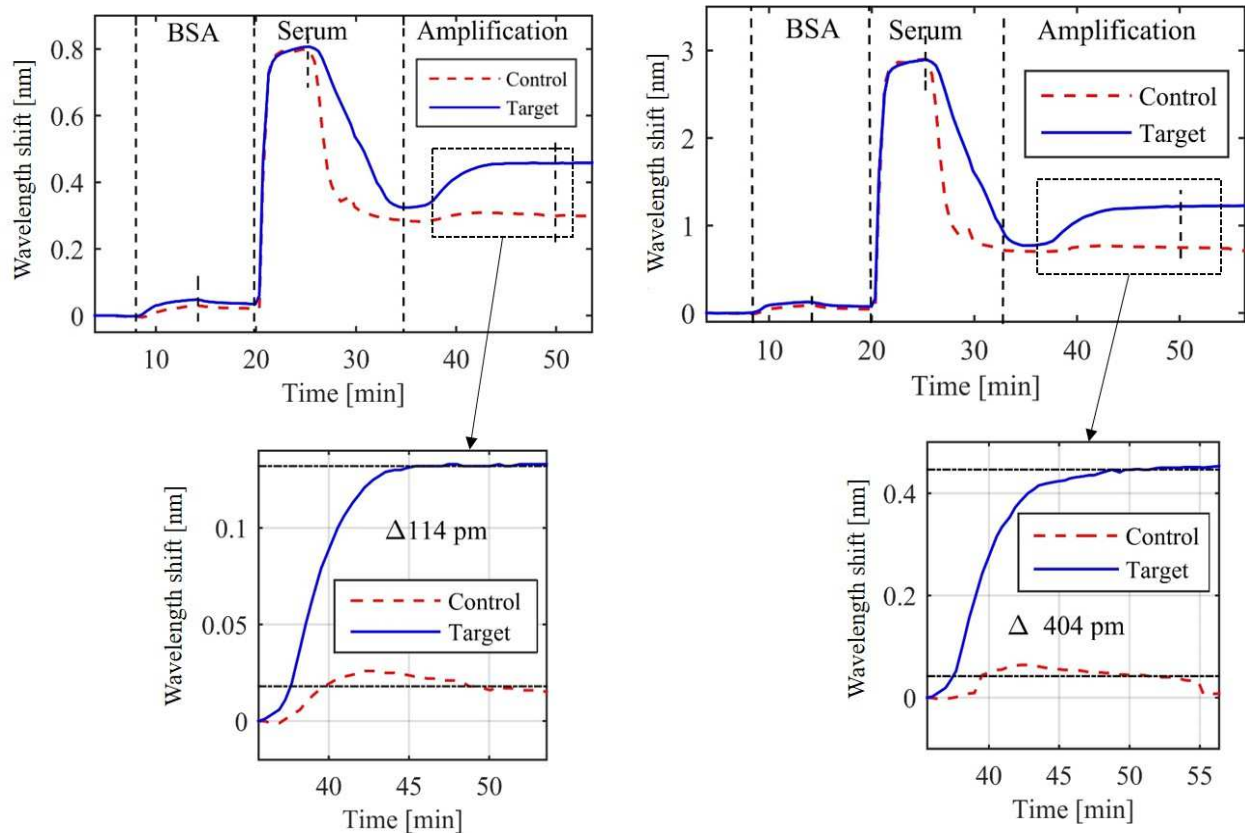 BSA Serum Amplification
Control
Target
0.8
0.6
0.4
0.2
0
Wavelength shift [nm]
10 20 30 40 50
Time [min]
BSA Serum Amplification
Control
Target
3
2
1
0
Wavelength shift [nm]
10 20 30 40 50
Time [min]
0.1
0.05
0
Wavelength shift [nm]
Δ114 pm
Control
Target
40 45 50
Time [min]
0.4
0.2
0
Wavelength shift [nm]
Control
Target
Δ 404 pm
40 45 50 55
Time [min]